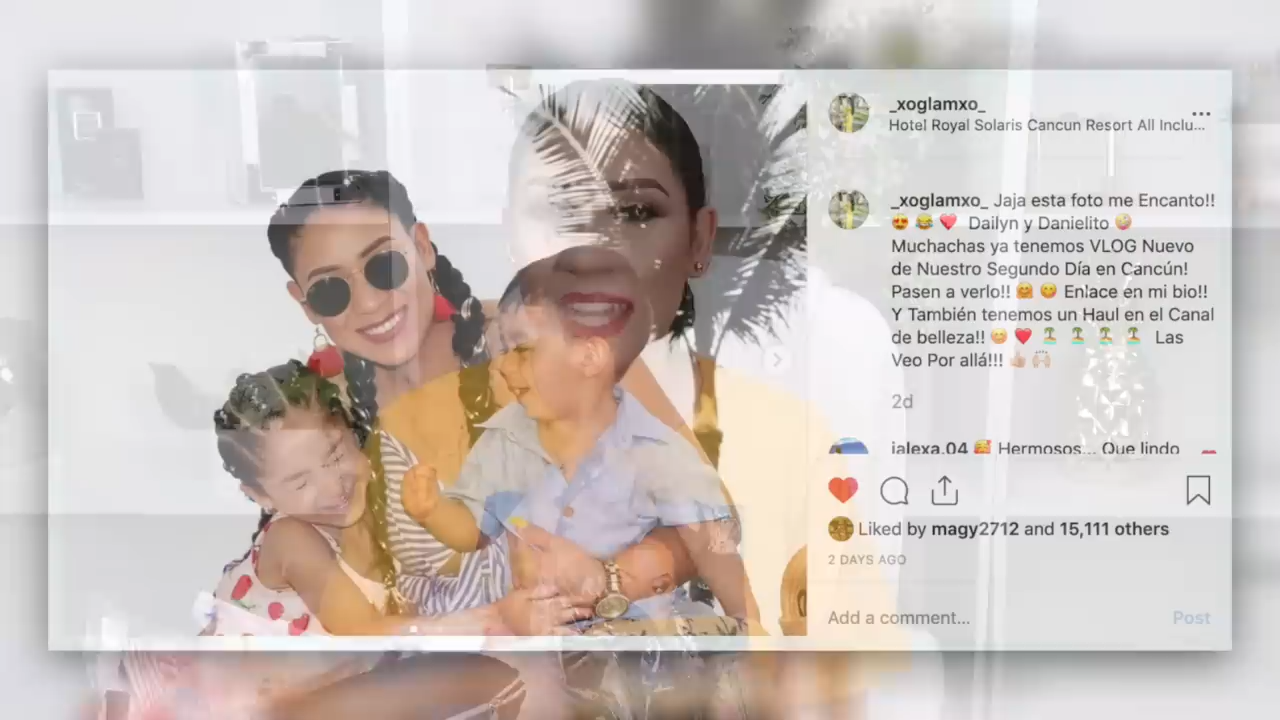 _xoglamxo_
Hotel Royal Solaris Cancun Resort All Inclu...
_xoglamxo_ Jaja esta foto me Encanto!!
😍 😂 ❤️ Dailyn y Danielito 🤣
Muchachas ya tenemos VLOG Nuevo
de Nuestro Segundo Día en Cancún!
Pasen a verlo!! 🤗 😋 Enlace en mi bio!!
Y También tenemos un Haul en el Canal
de belleza!! 😊 ❤️ 🏝 🏝 🏝 🏝 Las
Veo Por allá!!! 👍🏼 🙌🏼
2d
jalexa.04 🥰 Hermosos... Que lindo
Liked by magy2712 and 15,111 others
2 DAYS AGO
Add a comment...
Post